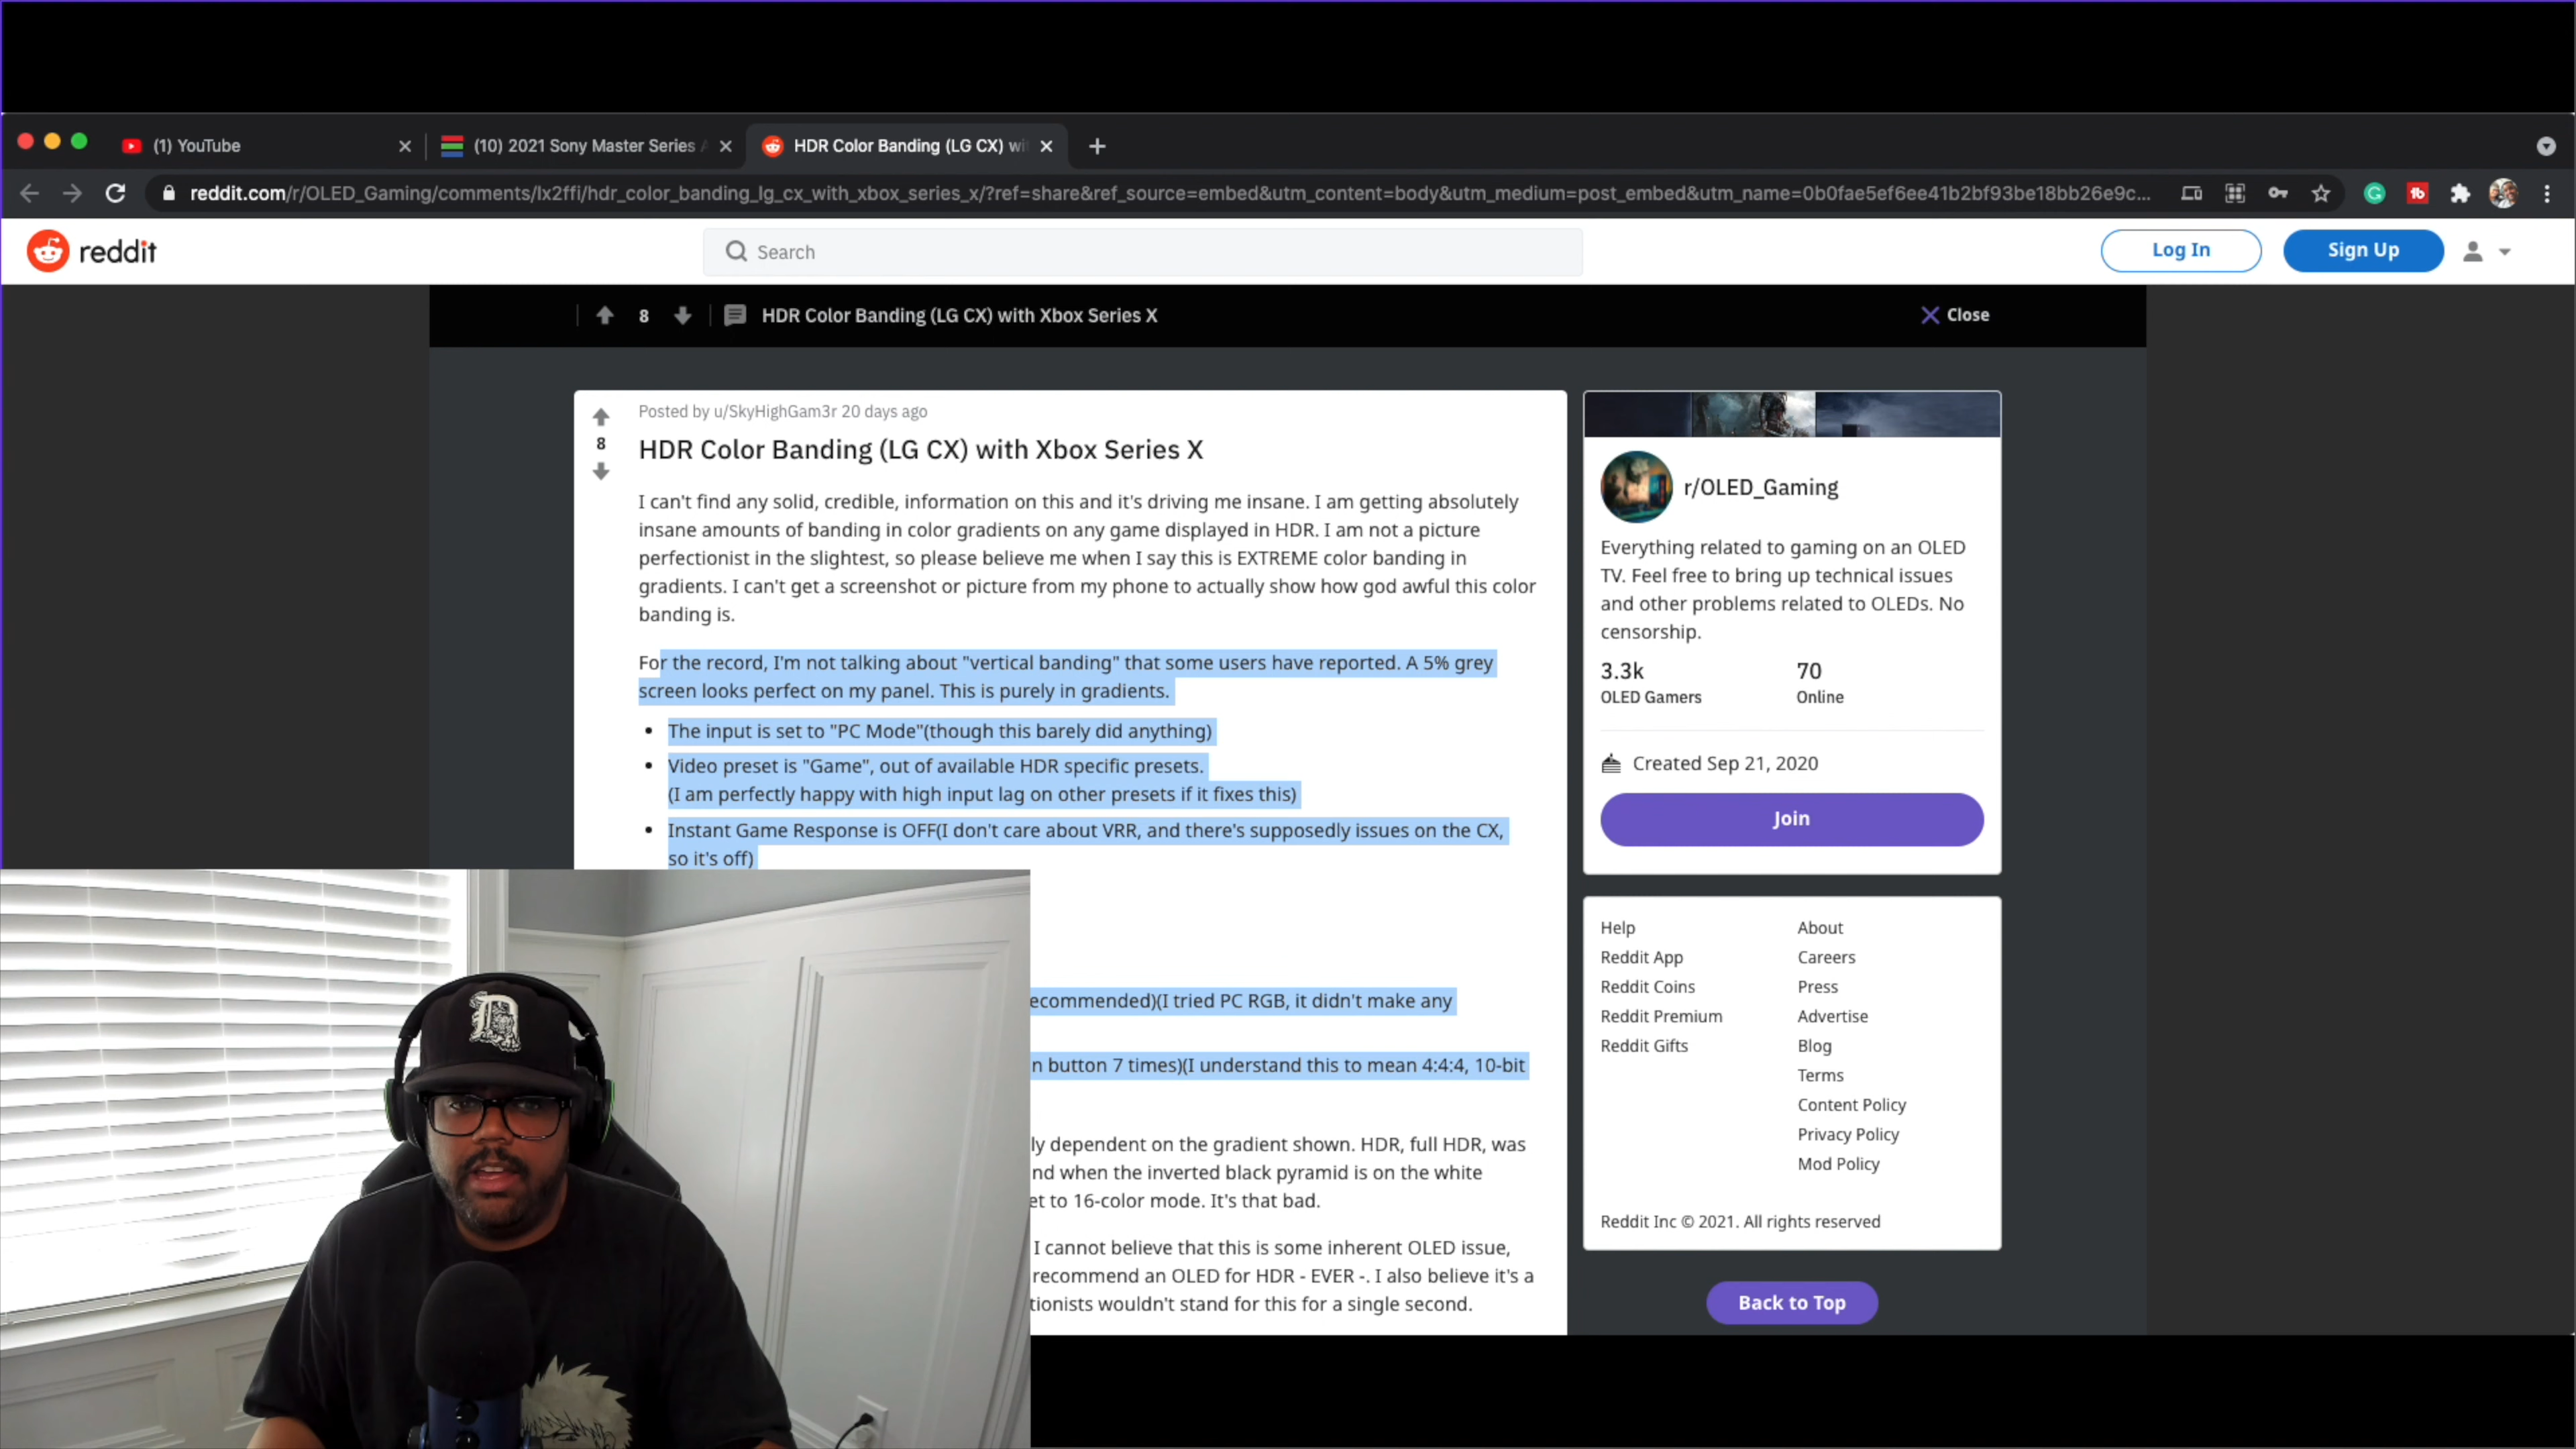 (1) YouTube
(10) 2021 Sony Master Series
HDR Color Banding (LG CX) wi
reddit.com/r/OLED_Gaming/comments/lx2ffi/hdr_color_banding_lg_cx_with_xbox_series_x/?ref=share&ref_source=embed&utm_content=body&utm_medium=post_embed&utm_name=0b0fae5ef6ee41b2bf93be18bb26e9c...
reddit
Search
Log In
Sign Up
8
HDR Color Banding (LG CX) with Xbox Series X
Close
Posted by u/SkyHighGam3r 20 days ago
8
HDR Color Banding (LG CX) with Xbox Series X
I can't find any solid, credible, information on this and it's driving me insane. I am getting absolutely
insane amounts of banding in color gradients on any game displayed in HDR. I am not a picture
perfectionist in the slightest, so please believe me when I say this is EXTREME color banding in
gradients. I can't get a screenshot or picture from my phone to actually show how god awful this color
banding is.
For the record, I'm not talking about "vertical banding" that some users have reported. A 5% grey
screen looks perfect on my panel. This is purely in gradients.
• The input is set to "PC Mode"(though this barely did anything)
• Video preset is "Game", out of available HDR specific presets.
(I am perfectly happy with high input lag on other presets if it fixes this)
• Instant Game Response is OFF(I don't care about VRR, and there's supposedly issues on the CX,
so it's off)
ecommended)(I tried PC RGB, it didn't make any
n button 7 times)(I understand this to mean 4:4:4, 10-bit
ly dependent on the gradient shown. HDR, full HDR, was
nd when the inverted black pyramid is on the white
et to 16-color mode. It's that bad.
I cannot believe that this is some inherent OLED issue,
recommend an OLED for HDR - EVER -. I also believe it's a
tionists wouldn't stand for this for a single second.
r/OLED_Gaming
Everything related to gaming on an OLED
TV. Feel free to bring up technical issues
and other problems related to OLEDs. No
censorship.
3.3k
70
OLED Gamers
Online
Created Sep 21, 2020
Join
Help
About
Reddit App
Careers
Reddit Coins
Press
Reddit Premium
Advertise
Reddit Gifts
Blog
Terms
Content Policy
Privacy Policy
Mod Policy
Reddit Inc © 2021. All rights reserved
Back to Top